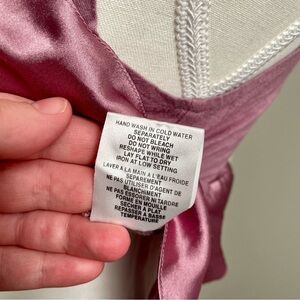 HAND WASH IN COLD WATER
SEPARATELY
DO NOT BLEACH
DO NOT WRING
RESHAPE WHILE WET
LAY FLAT TO DRY
IRON AT LOW SETTING
LAVER A LA MAIN A L'EAU FROIDE
SEPAREMENT
NE PAS UTILISER D'AGENT DE
BLANCHIMENT
NE PAS ESSORER NI TORDRE
FORME EN MOUILLE
SECHER A PLAT
REPASSER A BASSE
TEMPERATURE